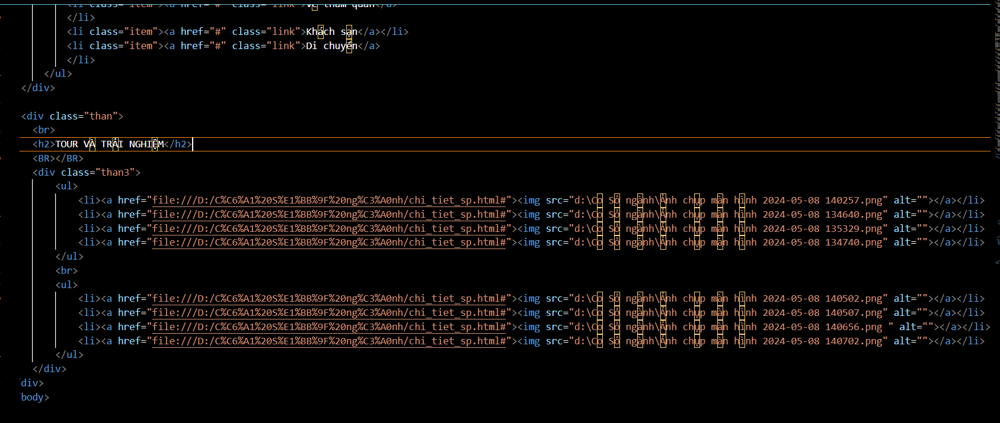 <li class="item"><a href="#" class="link">Vé tham quan</a>
</li>
<li class="item"><a href="#" class="link">Khách sạn</a></li>
<li class="item"><a href="#" class="link">Di chuyển</a>
</li>
</ul>
</div>
<div class="than">
<br>
<h2>TOUR VÀ TRẢI NGHIỆM</h2>
<BR></BR>
<div class="than3">
<ul>
<li><a href="file:///D:/C%C6%A1%20S%E1%BB%9F%20ng%C3%A0nh/chi_tiet_sp.html#"><img src="d:\Cơ Sở ngành\Ảnh chụp màn hình 2024-05-08 140257.png" alt=""></a></li>
<li><a href="file:///D:/C%C6%A1%20S%E1%BB%9F%20ng%C3%A0nh/chi_tiet_sp.html#"><img src="d:\Cơ Sở ngành\Ảnh chụp màn hình 2024-05-08 134640.png" alt=""></a></li>
<li><a href="file:///D:/C%C6%A1%20S%E1%BB%9F%20ng%C3%A0nh/chi_tiet_sp.html#"><img src="d:\Cơ Sở ngành\Ảnh chụp màn hình 2024-05-08 135329.png" alt=""></a></li>
<li><a href="file:///D:/C%C6%A1%20S%E1%BB%9F%20ng%C3%A0nh/chi_tiet_sp.html#"><img src="d:\Cơ Sở ngành\Ảnh chụp màn hình 2024-05-08 134740.png" alt=""></a></li>
</ul>
<br>
<ul>
<li><a href="file:///D:/C%C6%A1%20S%E1%BB%9F%20ng%C3%A0nh/chi_tiet_sp.html#"><img src="d:\Cơ Sở ngành\Ảnh chụp màn hình 2024-05-08 140502.png" alt=""></a></li>
<li><a href="file:///D:/C%C6%A1%20S%E1%BB%9F%20ng%C3%A0nh/chi_tiet_sp.html#"><img src="d:\Cơ Sở ngành\Ảnh chụp màn hình 2024-05-08 140507.png" alt=""></a></li>
<li><a href="file:///D:/C%C6%A1%20S%E1%BB%9F%20ng%C3%A0nh/chi_tiet_sp.html#"><img src="d:\Cơ Sở ngành\Ảnh chụp màn hình 2024-05-08 140656.png " alt=""></a></li>
<li><a href="file:///D:/C%C6%A1%20S%E1%BB%9F%20ng%C3%A0nh/chi_tiet_sp.html#"><img src="d:\Cơ Sở ngành\Ảnh chụp màn hình 2024-05-08 140702.png" alt=""></a></li>
</ul>
</div>
div>
body>